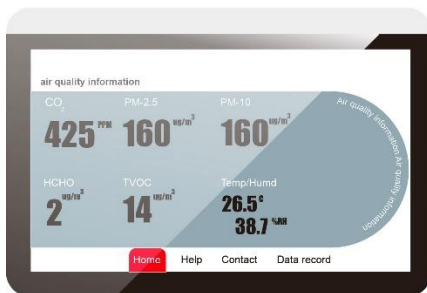 air quality information
CO2 PM-2.5 PM-10
425 PPM 160 ug/m3 160 ug/m3
Air quality information Air quality information
HCHO TVOC Temp/Humd
2 ug/m3 14 ug/m3 26.5 c
38.7 %RH
Home Help Contact Data record